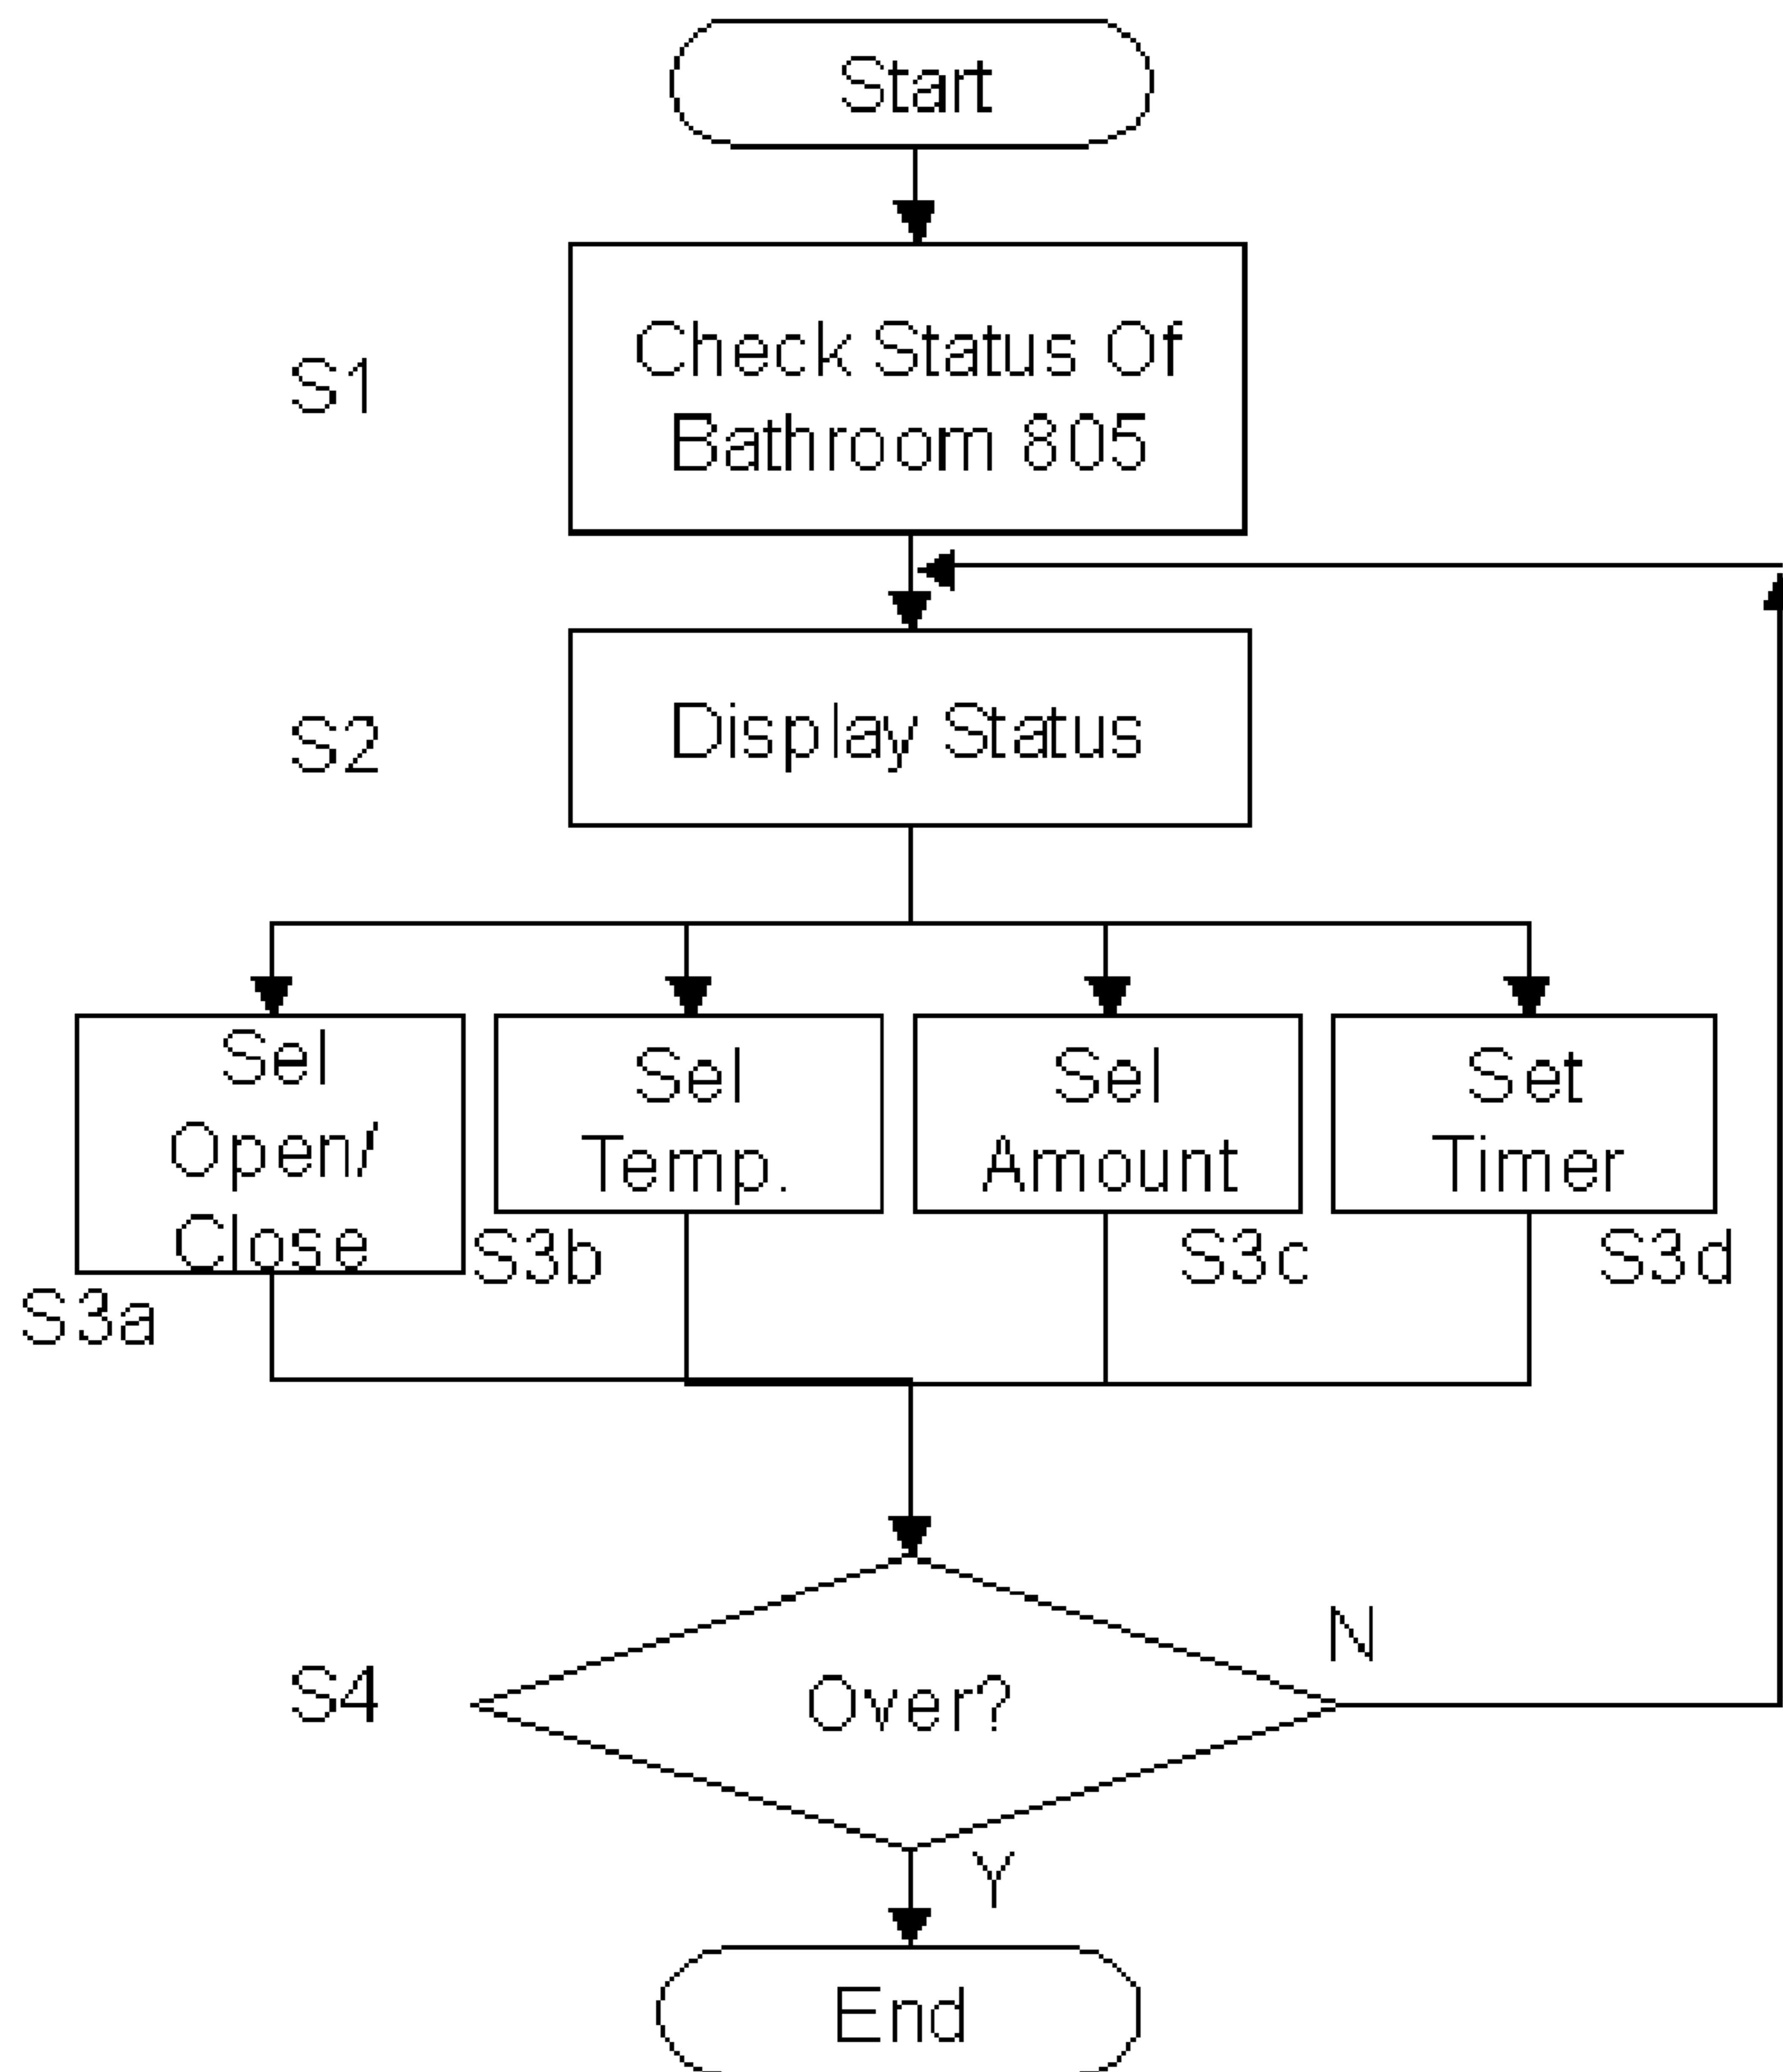 Start
S1
Check Status Of
Bathroom 805
S2
Display Status
Sel
Open/
Close
S3a
Sel
Temp.
S3b
Sel
Amount
S3c
Set
Timer
S3d
S4
Over?
N
Y
End